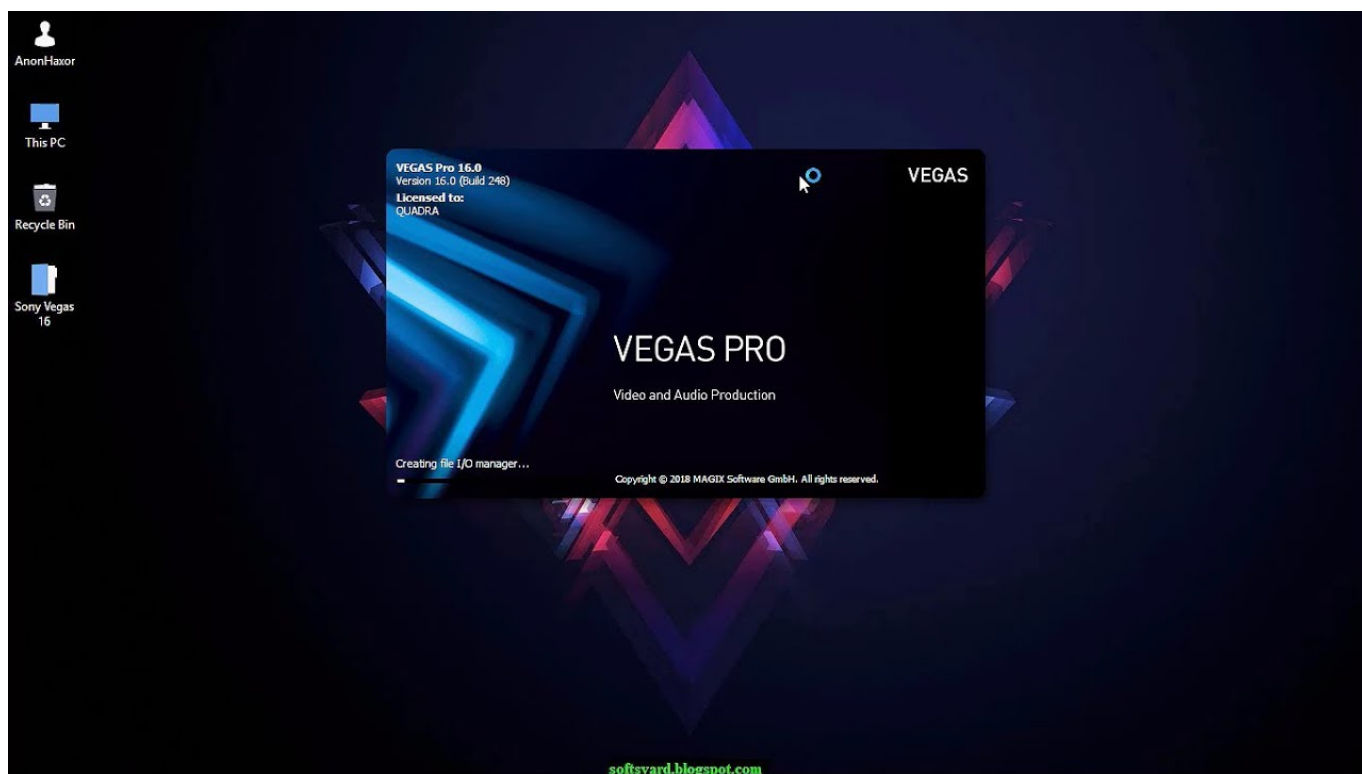 AnonHaxor
This PC
Recycle Bin
Sony Vegas
16
VEGAS Pro 16.0
Version 16.0 (Build 248)
Licensed to:
QUADRA
VEGAS
VEGAS PRO
Video and Audio Production
Creating file I/O manager...
Copyright © 2018 MAGIX Software GmbH. All rights reserved.
softsyard.blogspot.com